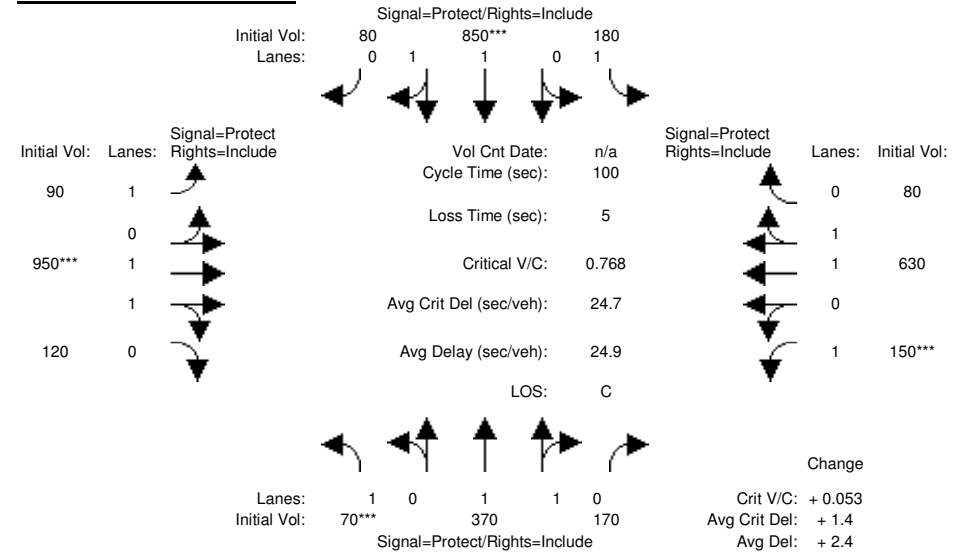 Signal=Protect/Rights=Include
Initial Vol: 80 850*** 180
Lanes: 0 1 1 0 1
Signal=Protect
Initial Vol: Lanes: Rights=Include
90 1
0
950*** 1
1
120 0
Vol Cnt Date: n/a
Cycle Time (sec): 100
Loss Time (sec): 5
Critical V/C: 0.768
Avg Crit Del (sec/veh): 24.7
Avg Delay (sec/veh): 24.9
LOS: C
Signal=Protect
Rights=Include Lanes: Initial Vol:
0 80
1
1 630
0
1 150***
Lanes: 1 0 1 1 0
Initial Vol: 70*** 370 170
Signal=Protect/Rights=Include
Change
Crit V/C: + 0.053
Avg Crit Del: + 1.4
Avg Del: + 2.4